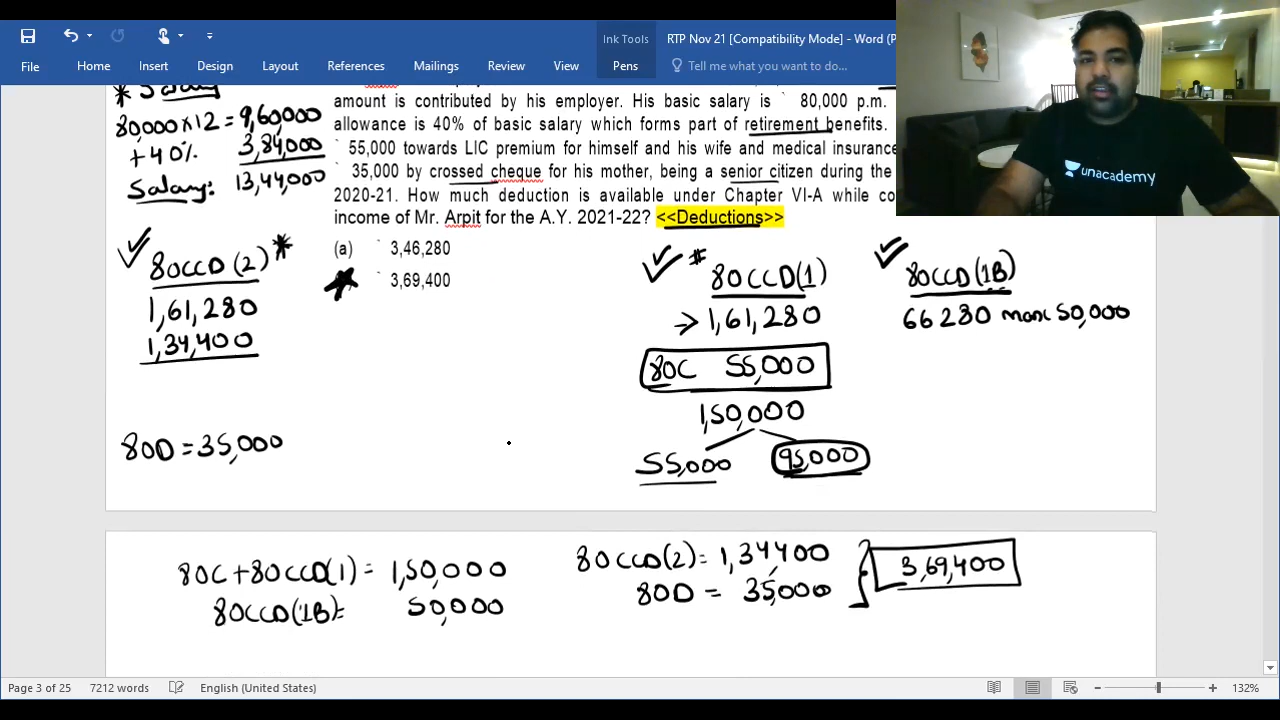 RTP Nov 21 [Compatibility Mode] - Word (P
Ink Tools
File Home Insert Design Layout References Mailings Review View Pens Tell me what you want to do...
* Salary
80,000 x 12 = 9,60,000
+ 40% 3,84,000
Salary: 13,44,000
amount is contributed by his employer. His basic salary is ` 80,000 p.m.
allowance is 40% of basic salary which forms part of retirement benefits.
` 55,000 towards LIC premium for himself and his wife and medical insurance
` 35,000 by crossed cheque for his mother, being a senior citizen during the
2020-21. How much deduction is available under Chapter VI-A while co
income of Mr. Arpit for the A.Y. 2021-22? <<Deductions>>
(a) ` 3,46,280
` 3,69,400
unacademy
80CCD(2)*
1,61,280
1,34,400
80D = 35,000
# 80CCD(1)
→ 1,61,280
80C 55,000
1,50,000
55,000 95,000
80CCD(1B)
66280 max 50,000
80C + 80CCD(1) = 1,50,000
80CCD(1B) = 50,000
80CCD(2) = 1,34,400
80D = 35,000
3,69,400
Page 3 of 25 7212 words English (United States) 132%